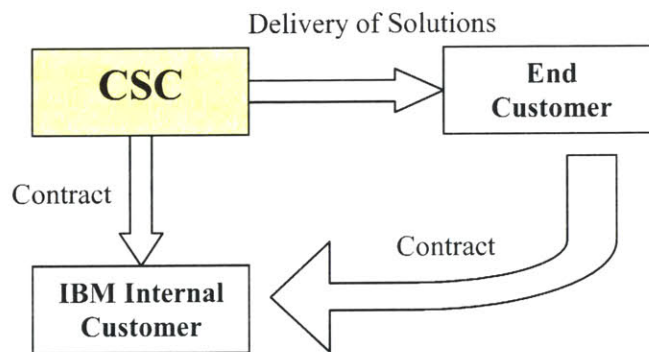 Delivery of Solutions
CSC
End
Customer
Contract
Contract
IBM Internal
Customer